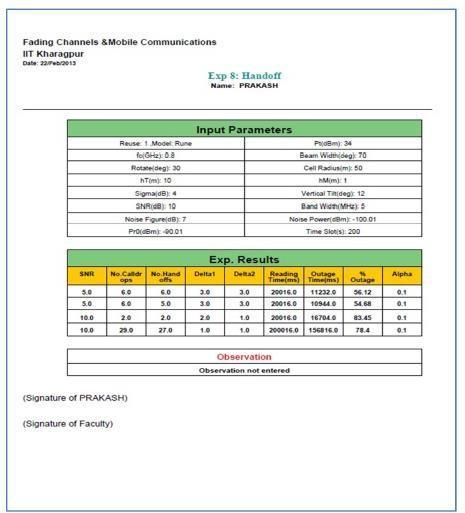 Fading Channels &Mobile Communications
IIT Kharagpur
Date: 22/Feb/2013
Exp 8: Handoff
Name: PRAKASH
Input Parameters
Reuse: 1 ,Model: Rune Pt(dBm): 34
fc(GHz): 0.8 Beam Width(deg): 70
Rotate(deg): 30 Cell Radius(m): 50
hT(m): 10 hM(m): 1
Sigma(dB): 4 Vertical Tilt(deg): 12
SNR(dB): 10 Band Width(MHz): 5
Noise Figure(dB): 7 Noise Power(dBm): -100.01
Pr0(dBm): -90.01 Time Slot(s): 200
Exp. Results
SNR No.Calldr ops No.Hand offs Delta1 Delta2 Reading Time(ms) Outage Time(ms) % Outage Alpha
5.0 6.0 6.0 3.0 3.0 20016.0 11232.0 56.12 0.1
5.0 6.0 5.0 3.0 3.0 20016.0 10944.0 54.68 0.1
10.0 2.0 2.0 2.0 1.0 20016.0 16704.0 83.45 0.1
10.0 29.0 27.0 1.0 1.0 200016.0 156816.0 78.4 0.1
Observation
Observation not entered
(Signature of PRAKASH)
(Signature of Faculty)